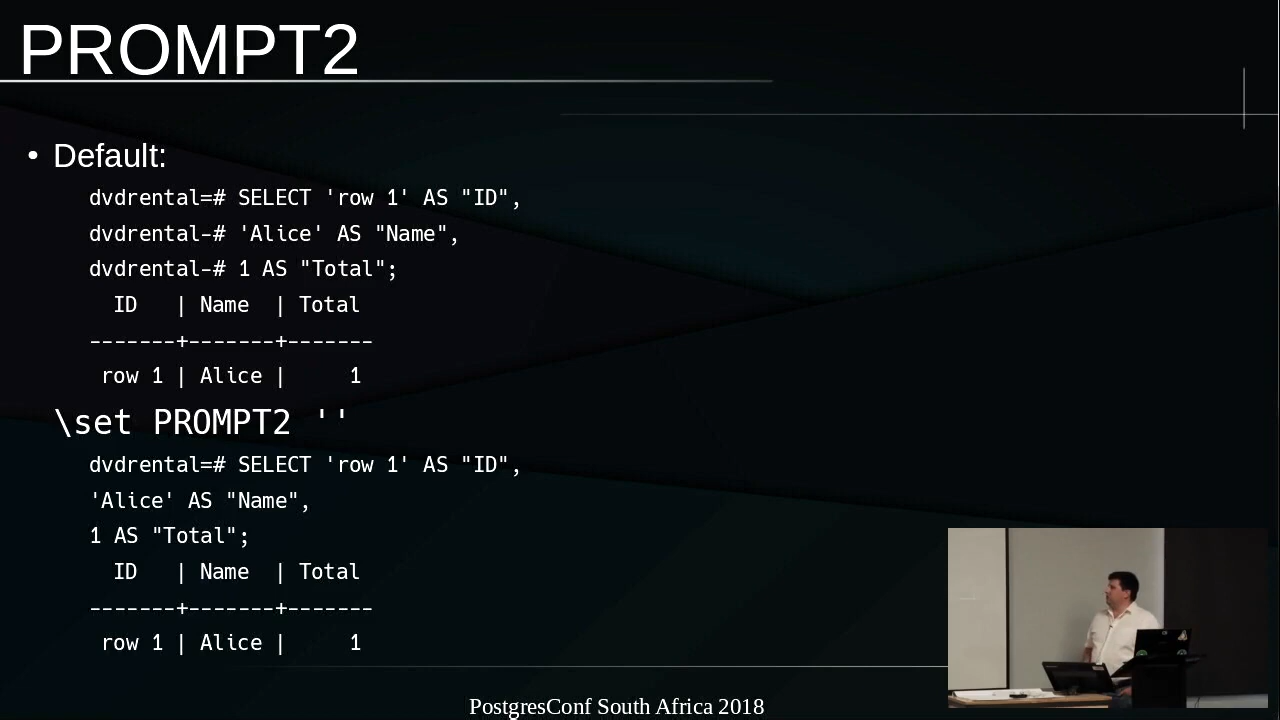 PROMPT2
• Default:
dvdrental=# SELECT 'row 1' AS "ID",
dvdrental-# 'Alice' AS "Name",
dvdrental-# 1 AS "Total";
  ID   | Name  | Total
-------+-------+-------
 row 1 | Alice |     1
\set PROMPT2 ''
dvdrental=# SELECT 'row 1' AS "ID",
'Alice' AS "Name",
1 AS "Total";
  ID   | Name  | Total
-------+-------+-------
 row 1 | Alice |     1
PostgresConf South Africa 2018